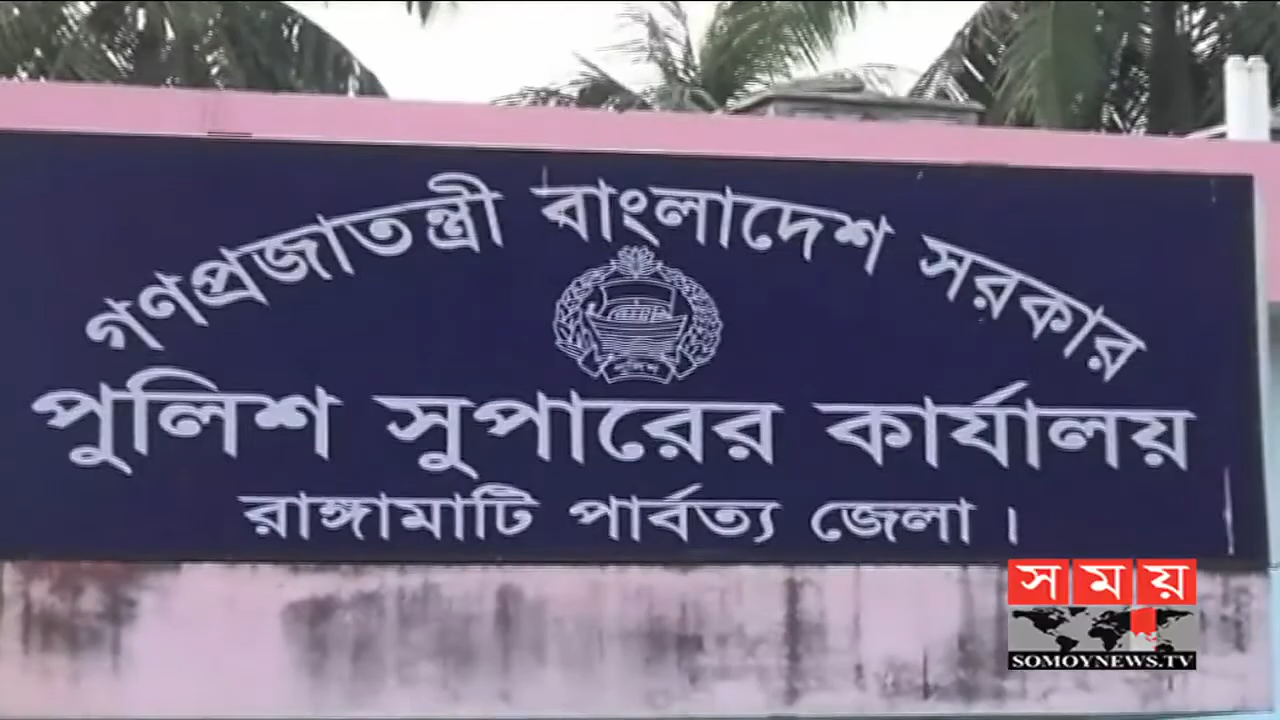 গণপ্রজাতন্ত্রী বাংলাদেশ সরকার
পুলিশ
পুলিশ সুপারের কার্যালয়
রাঙ্গামাটি পার্বত্য জেলা।
সময়
SOMOYNEWS.TV